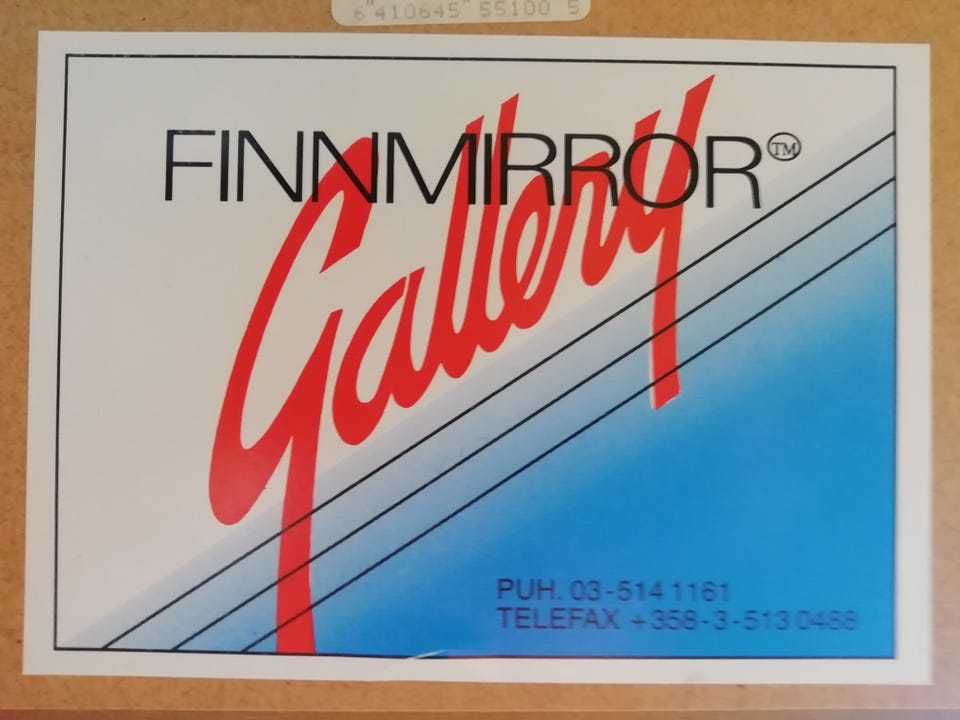 6"410645"55100 5
FINNMIRROR™
Gallery
PUH. 03-514 1161
TELEFAX +358-3-513 0488